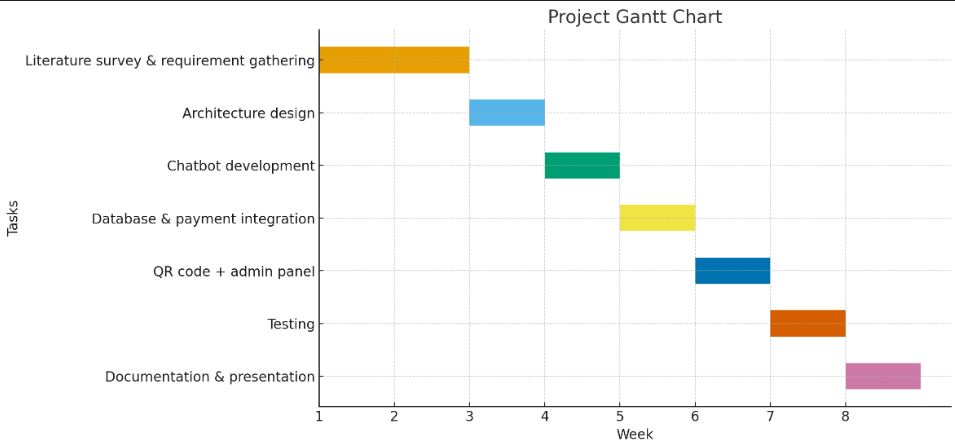 Project Gantt Chart
Literature survey & requirement gathering
Architecture design
Chatbot development
Database & payment integration
QR code + admin panel
Testing
Documentation & presentation
Tasks
1 2 3 4 5 6 7 8
Week